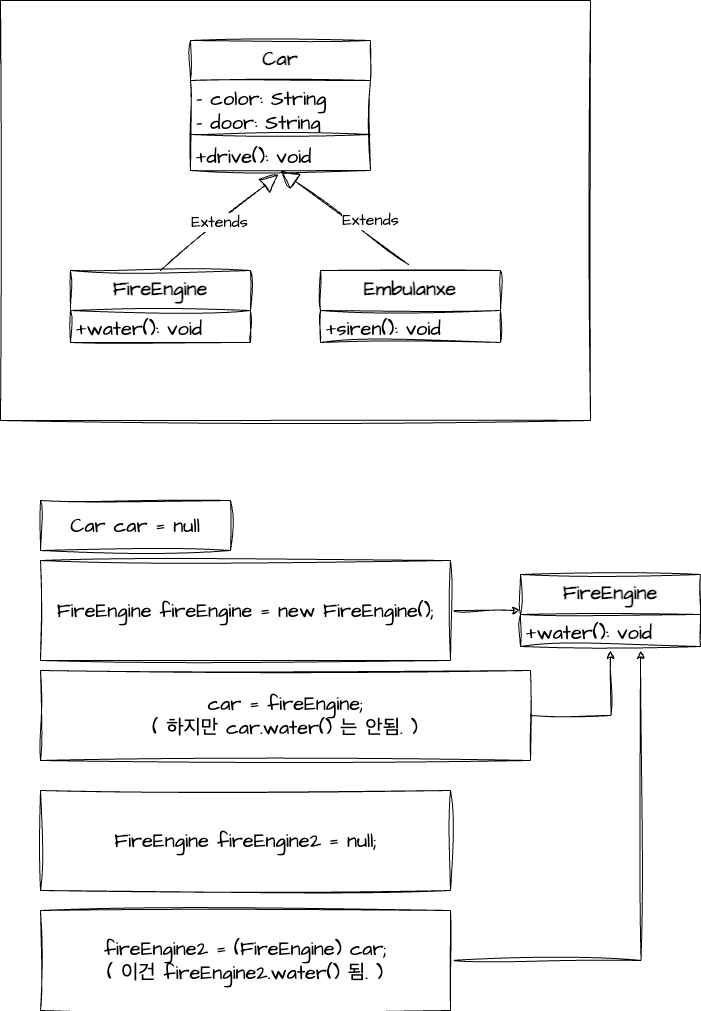 Car
- color: String
- door: String
+drive(): void
Extends
Extends
FireEngine
+water(): void
Embulanxe
+siren(): void
Car car = null
FireEngine fireEngine = new FireEngine();
FireEngine
+water(): void
car = fireEngine;
( 하지만 car.water() 는 안됨. )
FireEngine fireEngine2 = null;
fireEngine2 = (FireEngine) car;
( 이건 fireEngine2.water() 됨. )